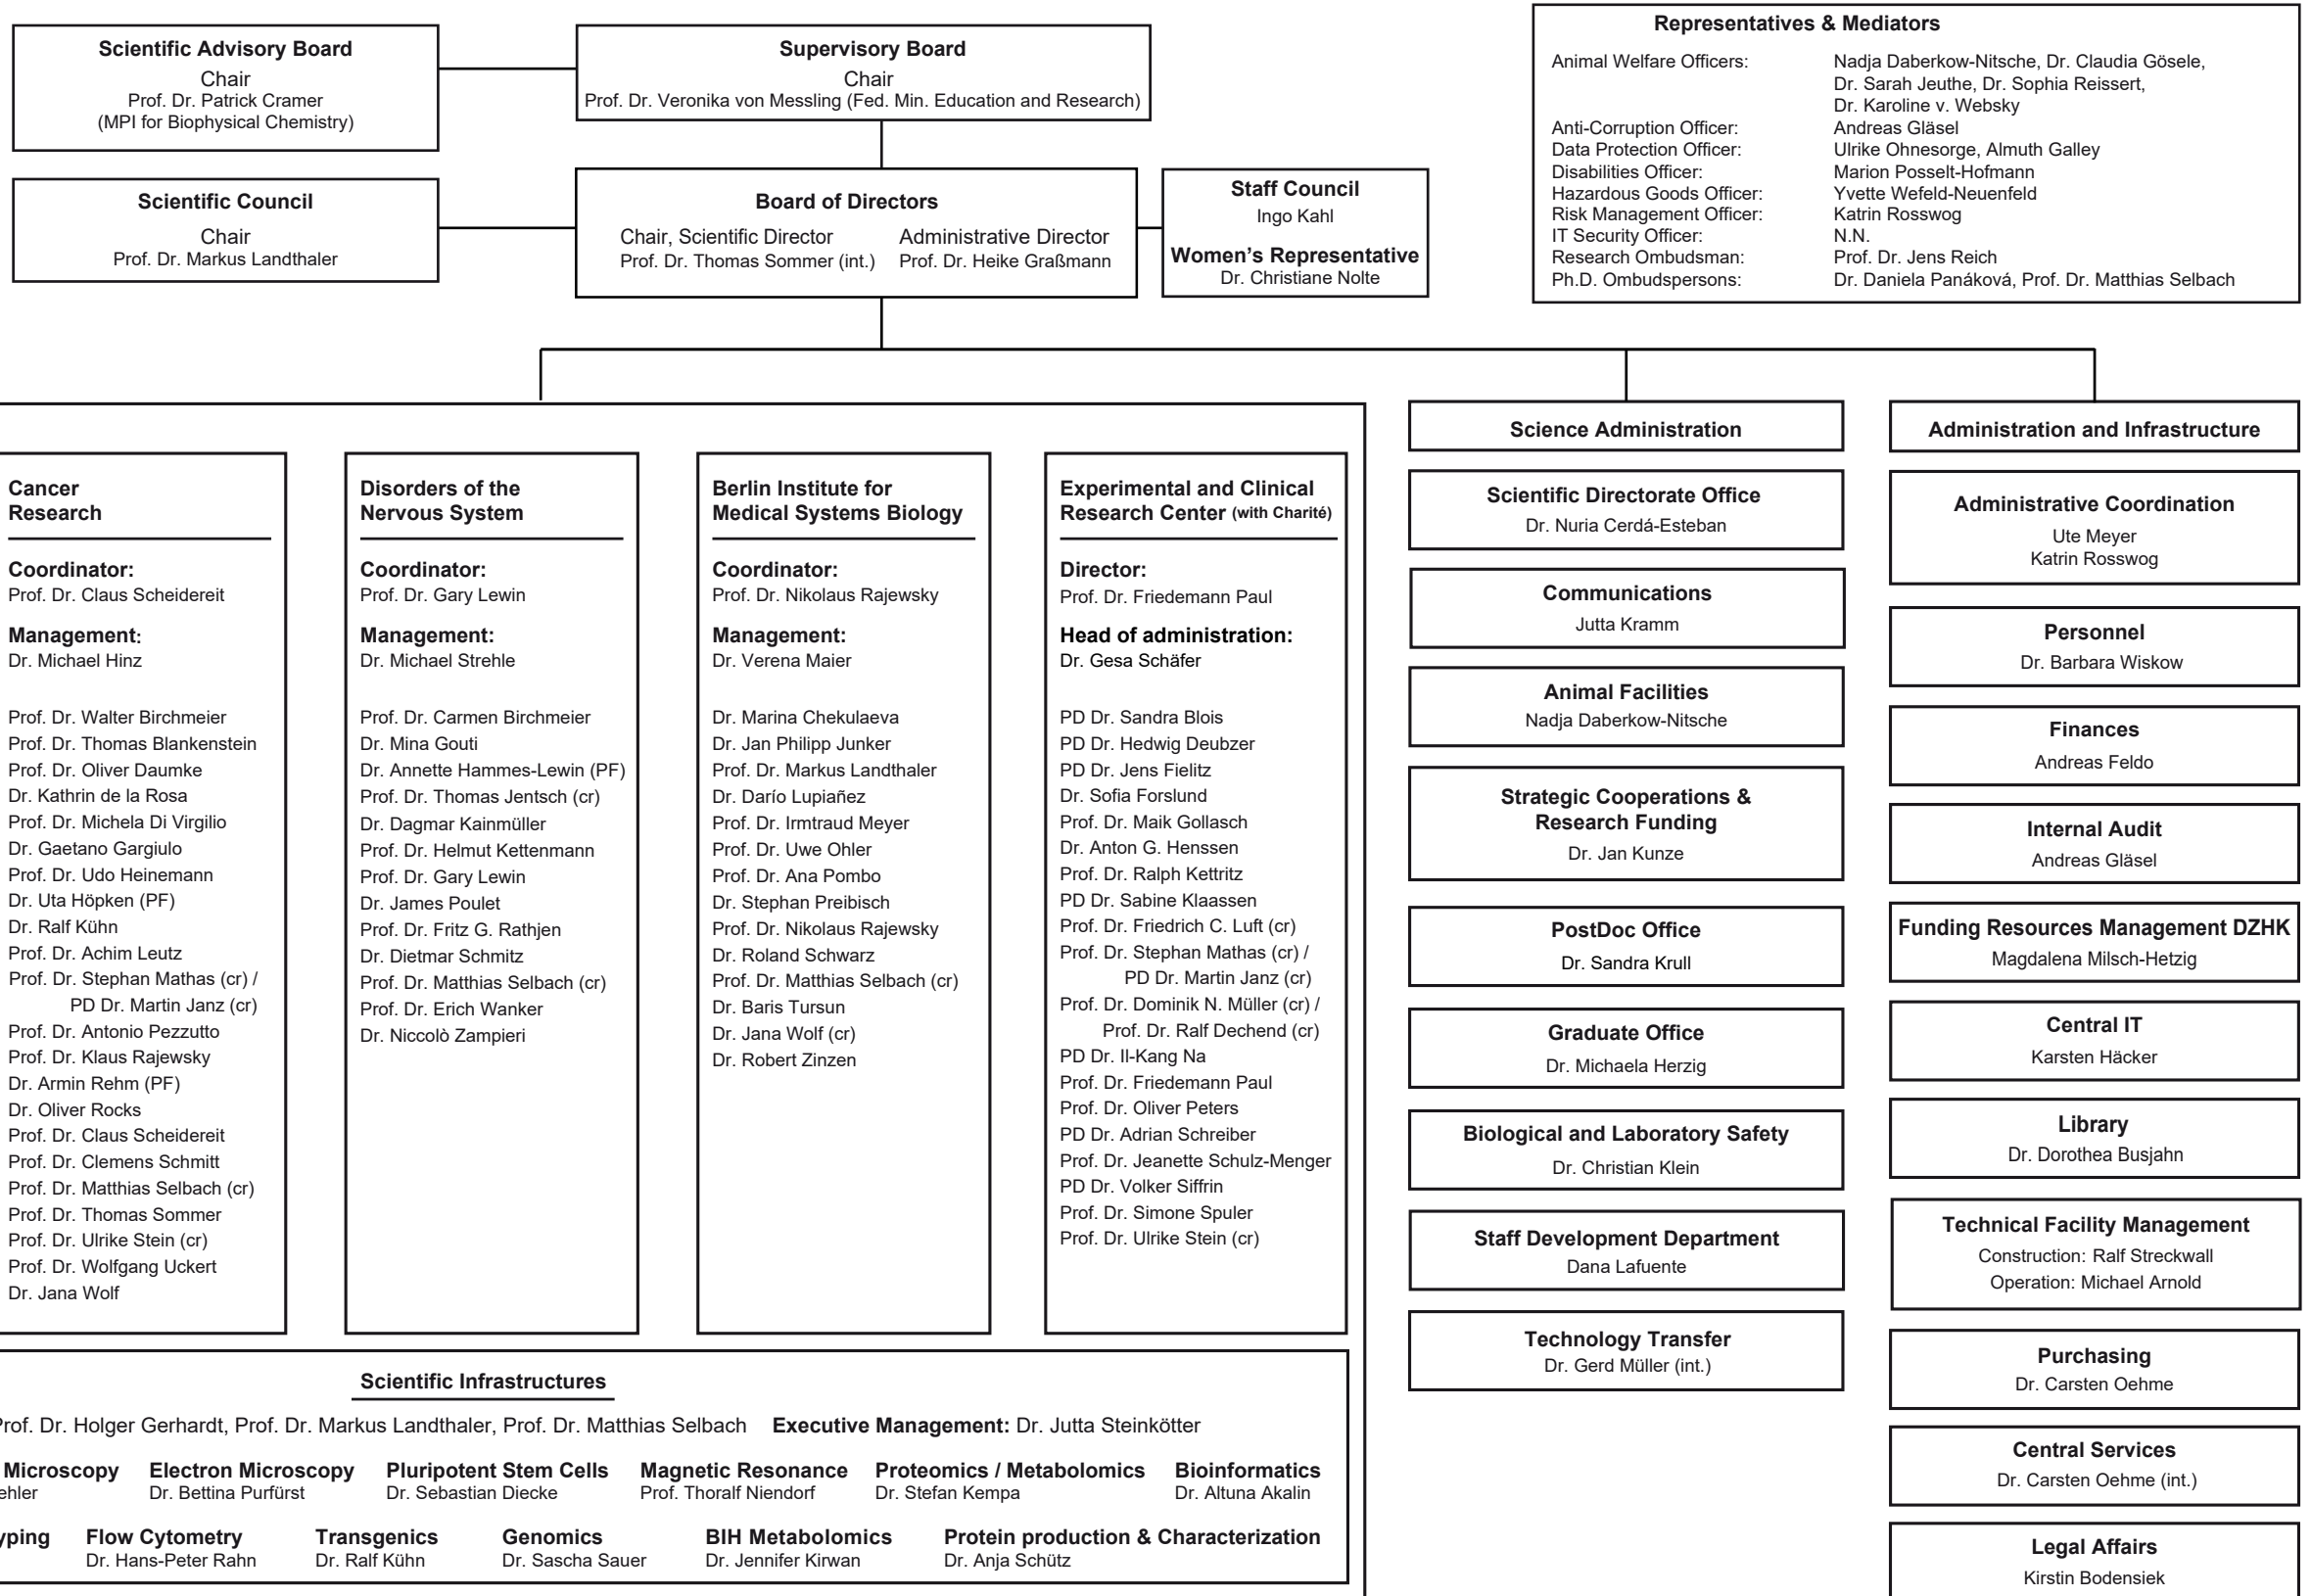 Scientific Advisory Board
Chair
Prof. Dr. Patrick Cramer
(MPI for Biophysical Chemistry)
Supervisory Board
Chair
Prof. Dr. Veronika von Messling (Fed. Min. Education and Research)
Representatives & Mediators
Animal Welfare Officers: Nadja Daberkow-Nitsche, Dr. Claudia Gösele,
Dr. Sarah Jeuthe, Dr. Sophia Reissert,
Dr. Karoline v. Websky
Anti-Corruption Officer: Andreas Gläsel
Data Protection Officer: Ulrike Ohnesorge, Almuth Galley
Disabilities Officer: Marion Posselt-Hofmann
Hazardous Goods Officer: Yvette Wefeld-Neuenfeld
Risk Management Officer: Katrin Rosswog
IT Security Officer: N.N.
Research Ombudsman: Prof. Dr. Jens Reich
Ph.D. Ombudspersons: Dr. Daniela Panáková, Prof. Dr. Matthias Selbach
Scientific Council
Chair
Prof. Dr. Markus Landthaler
Board of Directors
Chair, Scientific Director
Prof. Dr. Thomas Sommer (int.)
Administrative Director
Prof. Dr. Heike Graßmann
Staff Council
Ingo Kahl
Women's Representative
Dr. Christiane Nolte
Cancer
Research
Coordinator:
Prof. Dr. Claus Scheidereit
Management:
Dr. Michael Hinz
Prof. Dr. Walter Birchmeier
Prof. Dr. Thomas Blankenstein
Prof. Dr. Oliver Daumke
Dr. Kathrin de la Rosa
Prof. Dr. Michela Di Virgilio
Dr. Gaetano Gargiulo
Prof. Dr. Udo Heinemann
Dr. Uta Höpken (PF)
Dr. Ralf Kühn
Prof. Dr. Achim Leutz
Prof. Dr. Stephan Mathas (cr) /
PD Dr. Martin Janz (cr)
Prof. Dr. Antonio Pezzutto
Prof. Dr. Klaus Rajewsky
Dr. Armin Rehm (PF)
Dr. Oliver Rocks
Prof. Dr. Claus Scheidereit
Prof. Dr. Clemens Schmitt
Prof. Dr. Matthias Selbach (cr)
Prof. Dr. Thomas Sommer
Prof. Dr. Ulrike Stein (cr)
Prof. Dr. Wolfgang Uckert
Dr. Jana Wolf
Disorders of the
Nervous System
Coordinator:
Prof. Dr. Gary Lewin
Management:
Dr. Michael Strehle
Prof. Dr. Carmen Birchmeier
Dr. Mina Gouti
Dr. Annette Hammes-Lewin (PF)
Prof. Dr. Thomas Jentsch (cr)
Dr. Dagmar Kainmüller
Prof. Dr. Helmut Kettenmann
Prof. Dr. Gary Lewin
Dr. James Poulet
Prof. Dr. Fritz G. Rathjen
Dr. Dietmar Schmitz
Prof. Dr. Matthias Selbach (cr)
Prof. Dr. Erich Wanker
Dr. Niccolò Zampieri
Berlin Institute for
Medical Systems Biology
Coordinator:
Prof. Dr. Nikolaus Rajewsky
Management:
Dr. Verena Maier
Dr. Marina Chekulaeva
Dr. Jan Philipp Junker
Prof. Dr. Markus Landthaler
Dr. Darío Lupiañez
Prof. Dr. Irmtraud Meyer
Prof. Dr. Uwe Ohler
Prof. Dr. Ana Pombo
Dr. Stephan Preibisch
Prof. Dr. Nikolaus Rajewsky
Dr. Roland Schwarz
Prof. Dr. Matthias Selbach (cr)
Dr. Baris Tursun
Dr. Jana Wolf (cr)
Dr. Robert Zinzen
Experimental and Clinical
Research Center (with Charité)
Director:
Prof. Dr. Friedemann Paul
Head of administration:
Dr. Gesa Schäfer
PD Dr. Sandra Blois
PD Dr. Hedwig Deubzer
PD Dr. Jens Fielitz
Dr. Sofia Forslund
Prof. Dr. Maik Gollasch
Dr. Anton G. Henssen
Prof. Dr. Ralph Kettritz
PD Dr. Sabine Klaassen
Prof. Dr. Friedrich C. Luft (cr)
Prof. Dr. Stephan Mathas (cr) /
PD Dr. Martin Janz (cr)
Prof. Dr. Dominik N. Müller (cr) /
Prof. Dr. Ralf Dechend (cr)
PD Dr. Il-Kang Na
Prof. Dr. Friedemann Paul
Prof. Dr. Oliver Peters
PD Dr. Adrian Schreiber
Prof. Dr. Jeanette Schulz-Menger
PD Dr. Volker Siffrin
Prof. Dr. Simone Spuler
Prof. Dr. Ulrike Stein (cr)
Science Administration
Scientific Directorate Office
Dr. Nuria Cerdá-Esteban
Communications
Jutta Kramm
Animal Facilities
Nadja Daberkow-Nitsche
Strategic Cooperations &
Research Funding
Dr. Jan Kunze
PostDoc Office
Dr. Sandra Krull
Graduate Office
Dr. Michaela Herzig
Biological and Laboratory Safety
Dr. Christian Klein
Staff Development Department
Dana Lafuente
Technology Transfer
Dr. Gerd Müller (int.)
Administration and Infrastructure
Administrative Coordination
Ute Meyer
Katrin Rosswog
Personnel
Dr. Barbara Wiskow
Finances
Andreas Feldo
Internal Audit
Andreas Gläsel
Funding Resources Management DZHK
Magdalena Milsch-Hetzig
Central IT
Karsten Häcker
Library
Dr. Dorothea Busjahn
Technical Facility Management
Construction: Ralf Streckwall
Operation: Michael Arnold
Purchasing
Dr. Carsten Oehme
Central Services
Dr. Carsten Oehme (int.)
Legal Affairs
Kirstin Bodensiek
Scientific Infrastructures
Prof. Dr. Holger Gerhardt, Prof. Dr. Markus Landthaler, Prof. Dr. Matthias Selbach Executive Management: Dr. Jutta Steinkötter
Microscopy Electron Microscopy Pluripotent Stem Cells Magnetic Resonance Proteomics / Metabolomics Bioinformatics
Dr. Bettina Purfürst Dr. Sebastian Diecke Prof. Thoralf Niendorf Dr. Stefan Kempa Dr. Altuna Akalin
Flow Cytometry Transgenics Genomics BIH Metabolomics Protein production & Characterization
Dr. Hans-Peter Rahn Dr. Ralf Kühn Dr. Sascha Sauer Dr. Jennifer Kirwan Dr. Anja Schütz